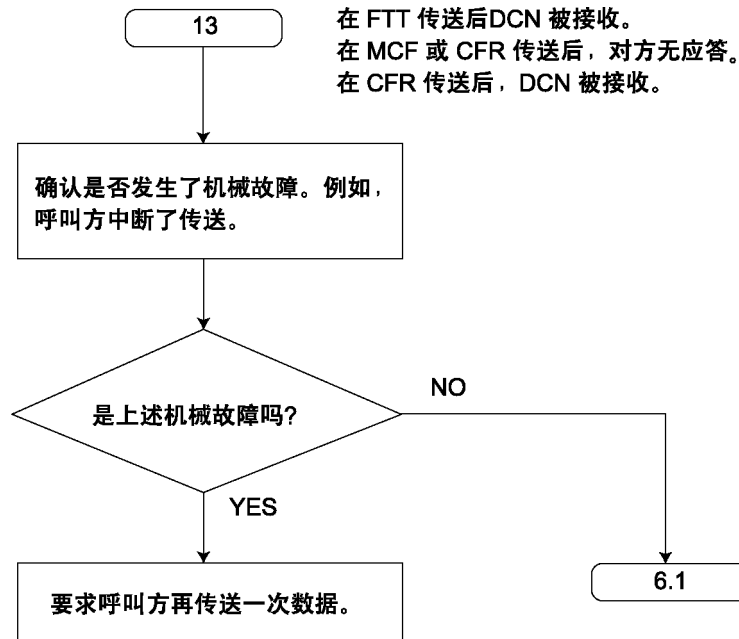 13
在 FTT 传送后DCN 被接收。
在 MCF 或 CFR 传送后，对方无应答。
在 CFR 传送后，DCN 被接收。
确认是否发生了机械故障。例如，
呼叫方中断了传送。
是上述机械故障吗?
NO
YES
要求呼叫方再传送一次数据。
6.1